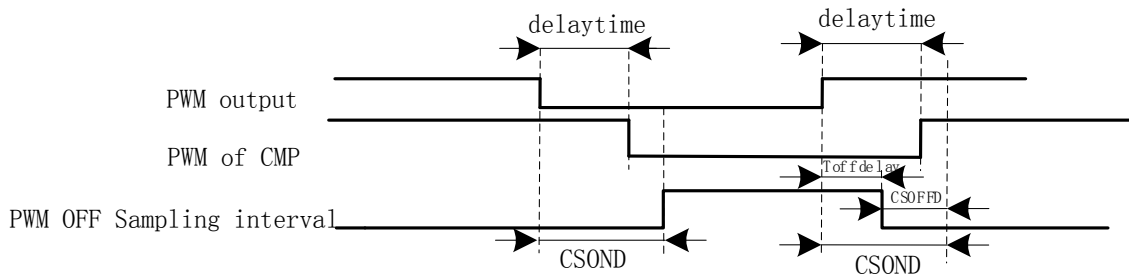 delaytime
delaytime
PWM output
PWM of CMP
Toffdelay
CSOFFD
PWM OFF Sampling interval
CSOND
CSOND